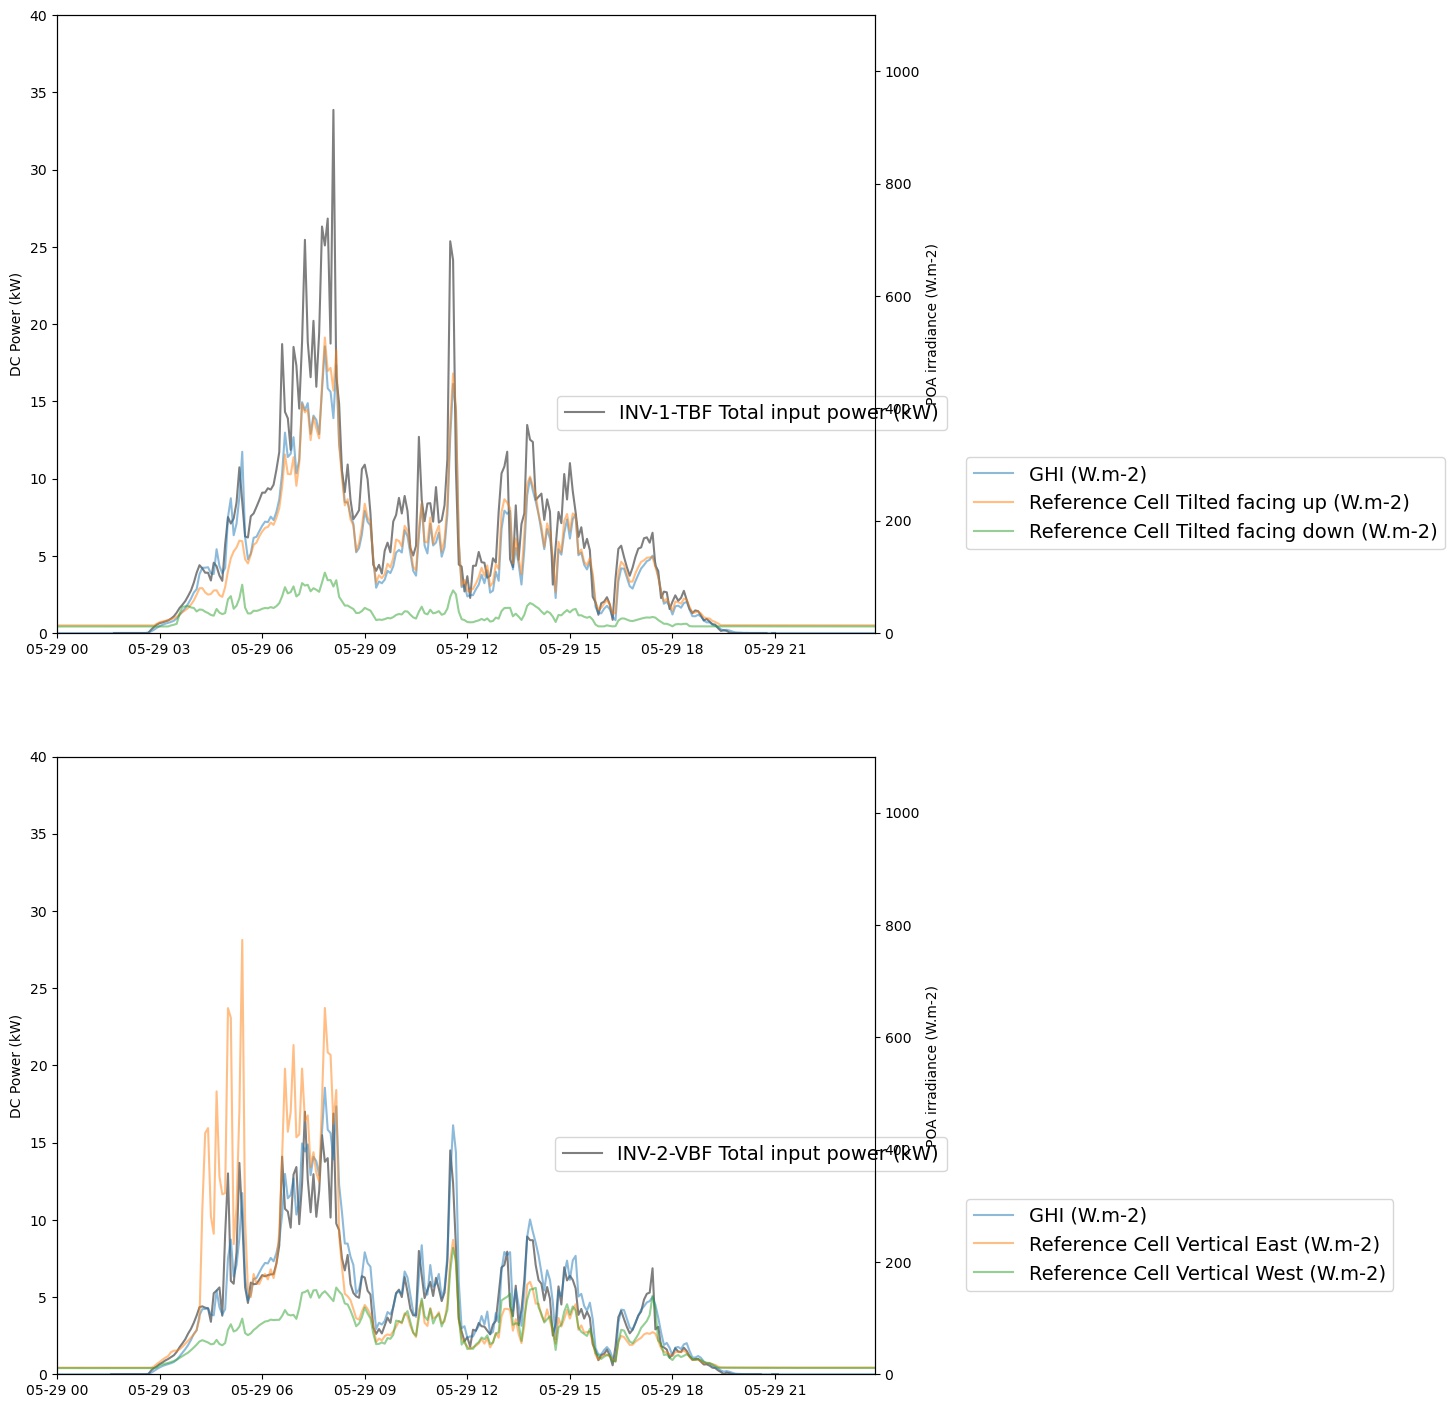 40
35
30
25
20
15
10
5
0
DC Power (kW)
1000
800
600
400
200
0
POA irradiance (W.m-2)
INV-1-TBF Total input power (kW)
GHI (W.m-2)
Reference Cell Tilted facing up (W.m-2)
Reference Cell Tilted facing down (W.m-2)
05-29 00 05-29 03 05-29 06 05-29 09 05-29 12 05-29 15 05-29 18 05-29 21
40
35
30
25
20
15
10
5
0
DC Power (kW)
1000
800
600
400
200
0
POA irradiance (W.m-2)
INV-2-VBF Total input power (kW)
GHI (W.m-2)
Reference Cell Vertical East (W.m-2)
Reference Cell Vertical West (W.m-2)
05-29 00 05-29 03 05-29 06 05-29 09 05-29 12 05-29 15 05-29 18 05-29 21